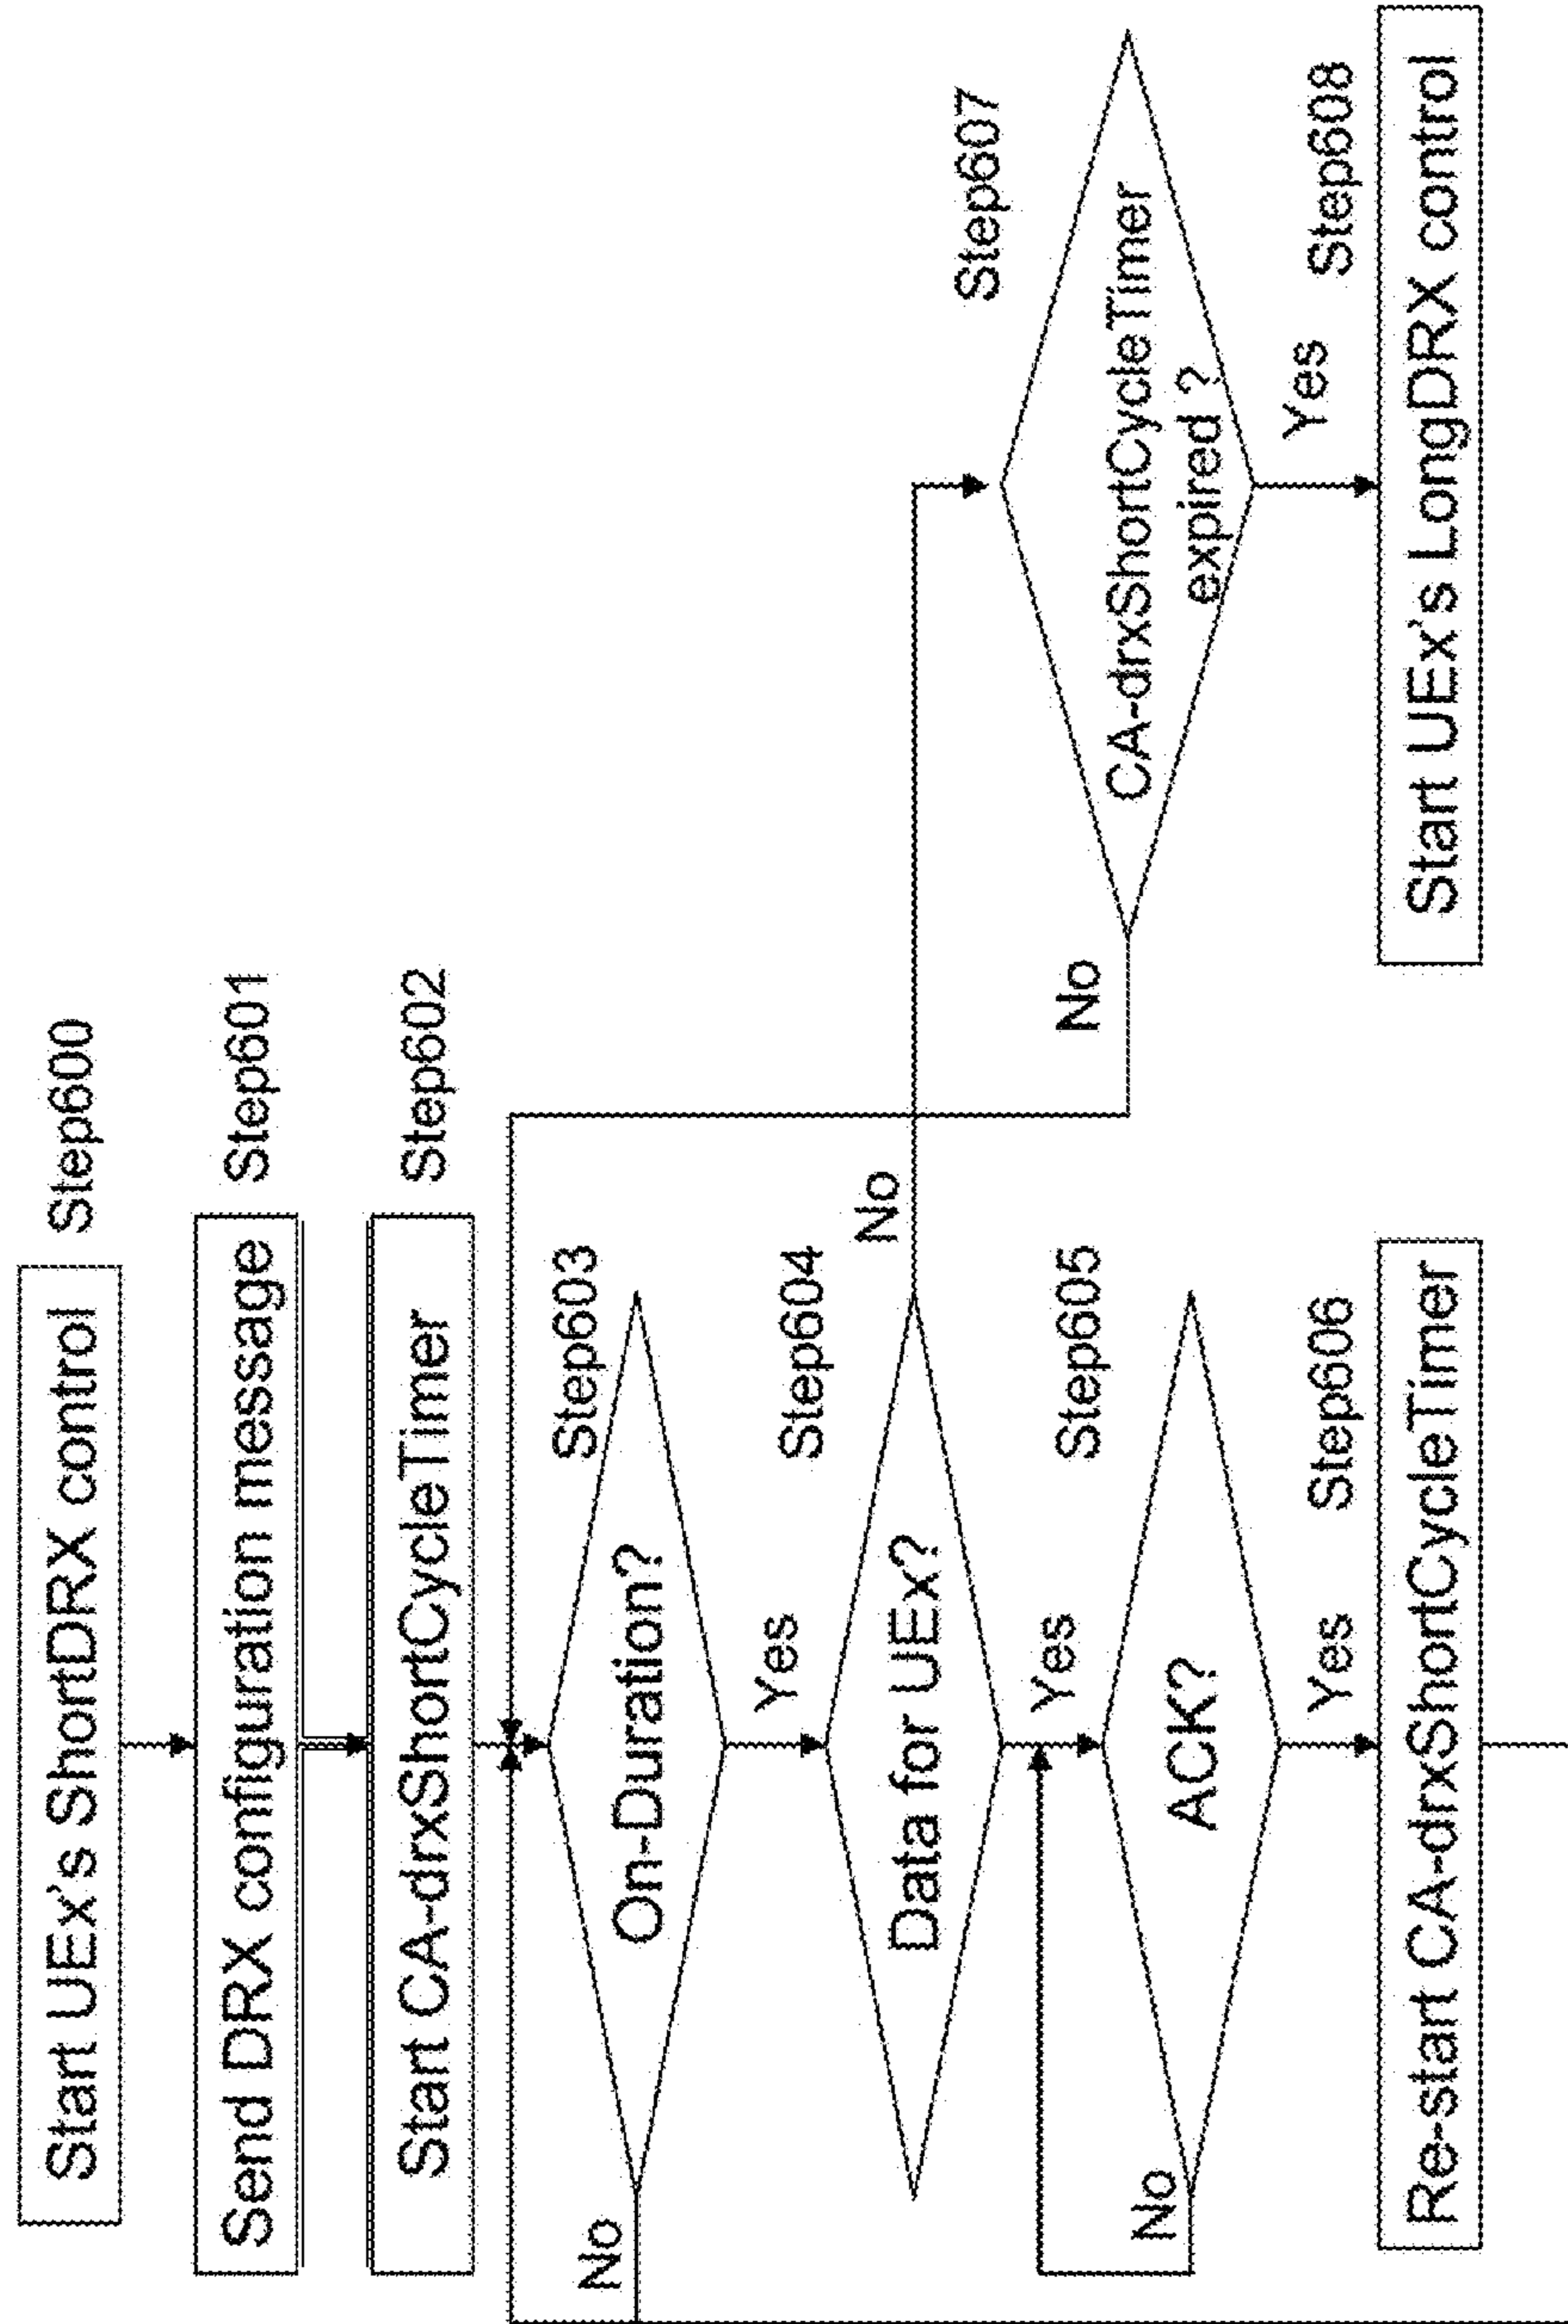 Start UEx's ShortDRX control
Step600
Send DRX configuration message
Step601
Start CA-drxShortCycleTimer
Step602
On-Duration?
Step603
No
Yes
Data for UEx?
Step604
No
Yes
ACK?
Step605
No
Yes
Re-start CA-drxShortCycleTimer
Step606
CA-drxShortCycleTimer
expired ?
Step607
No
Yes
Start UEx's LongDRX control
Step608